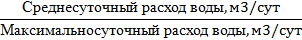 Среднесуточный расход воды, м3/сут
Максимальносуточный расход воды, м3/сут